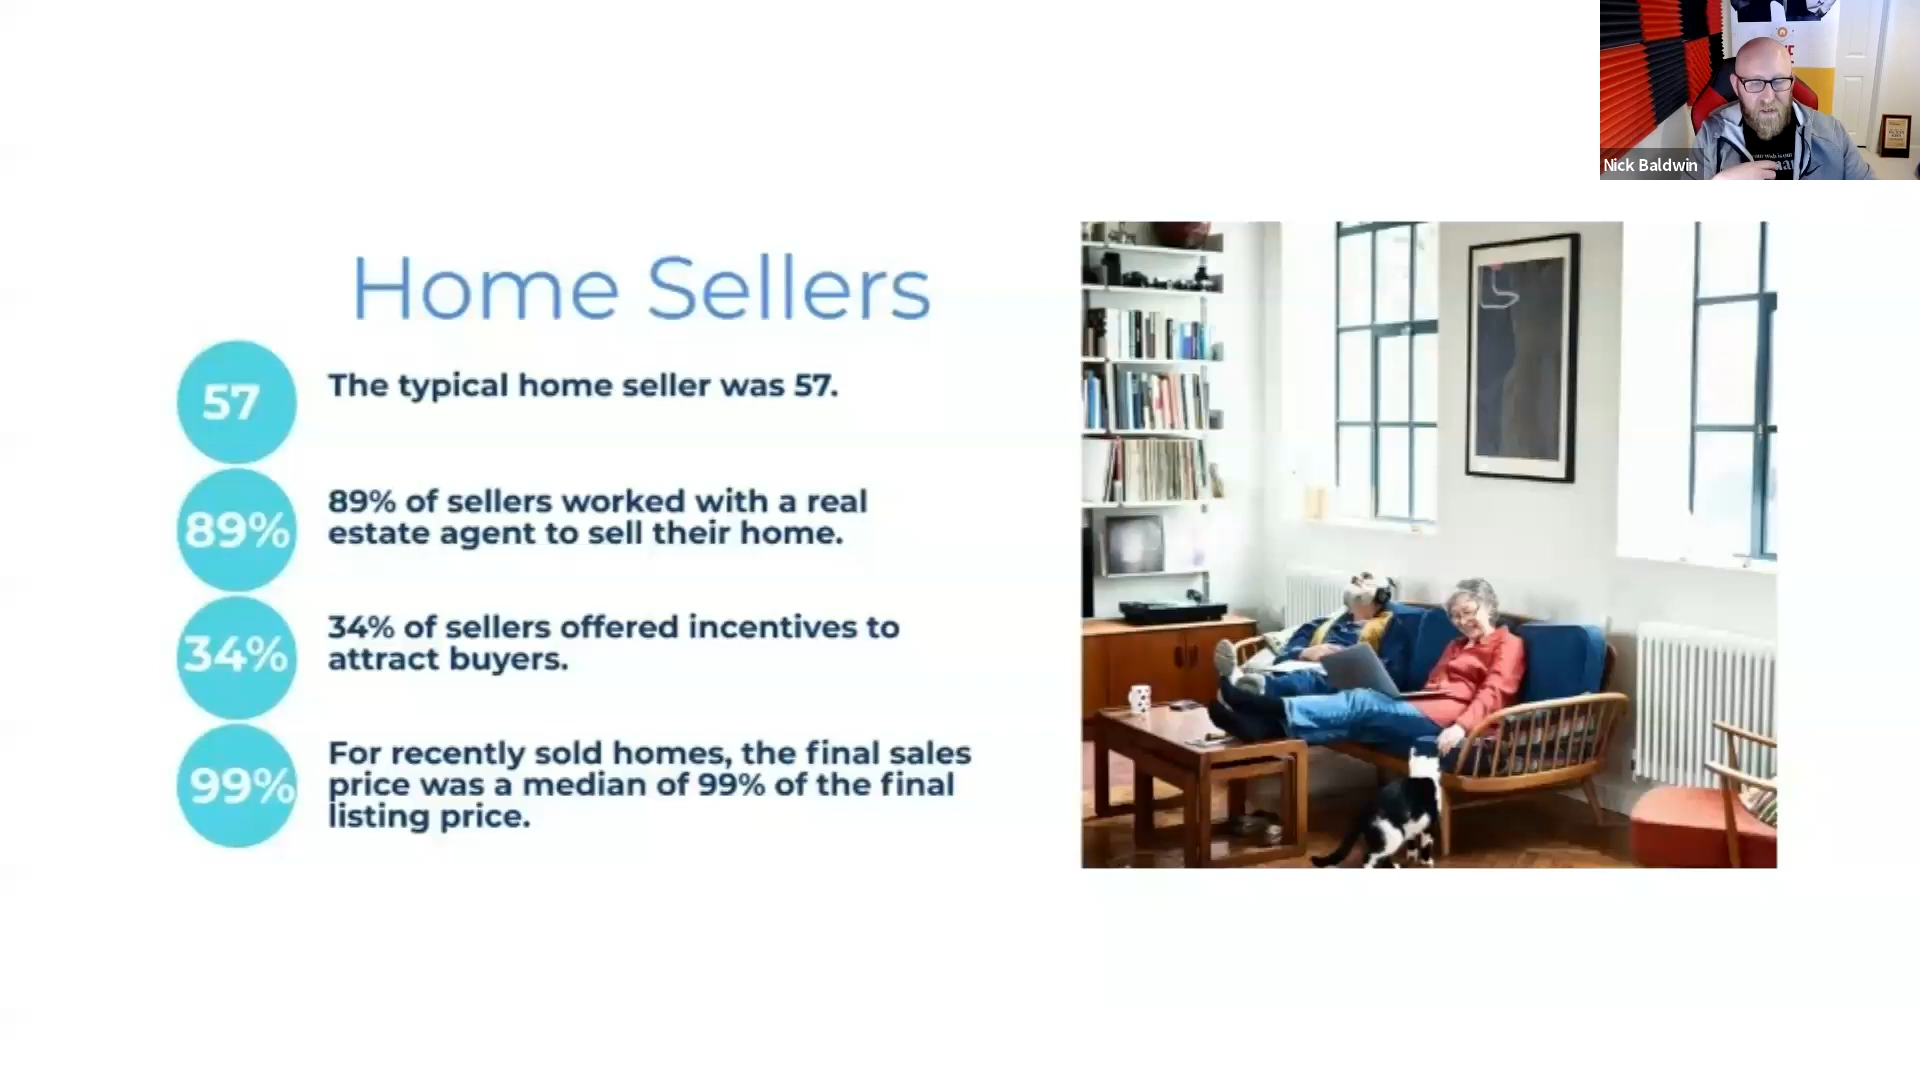 Nick Baldwin
Home Sellers
57
The typical home seller was 57.
89%
89% of sellers worked with a real
estate agent to sell their home.
34%
34% of sellers offered incentives to
attract buyers.
99%
For recently sold homes, the final sales
price was a median of 99% of the final
listing price.